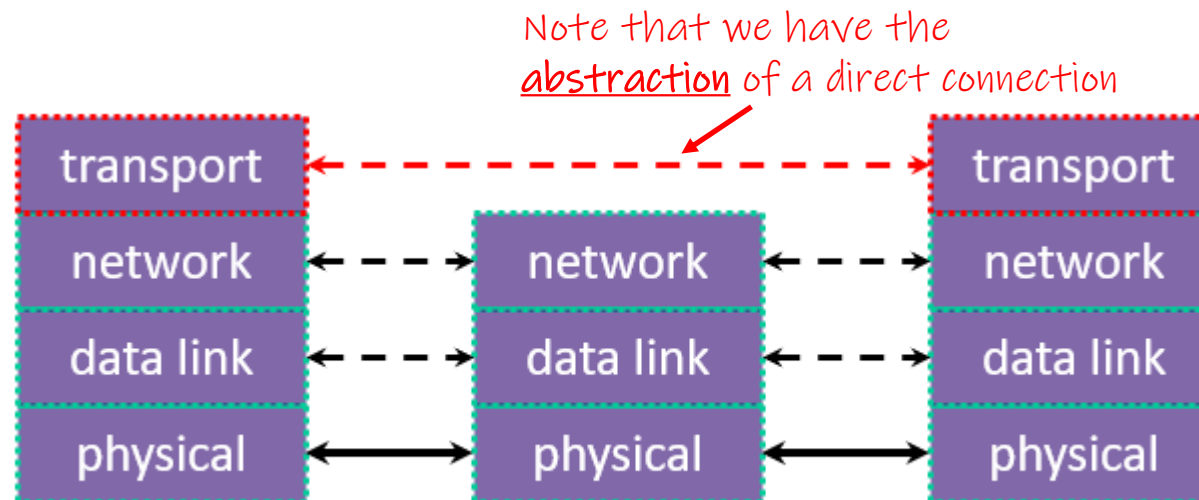 Note that we have the
abstraction of a direct connection
transport
transport
network
network
network
data link
data link
data link
physical
physical
physical